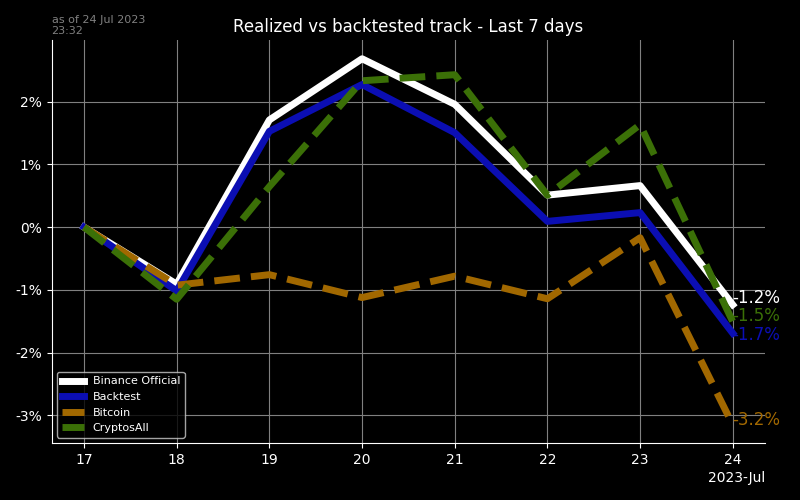 as of 24 Jul 2023
23:32
Realized vs backtested track - Last 7 days
2%
1%
0%
-1%
-2%
-3%
-1.2%
-1.5%
-1.7%
-3.2%
Binance Official
Backtest
Bitcoin
CryptosAll
17 18 19 20 21 22 23 24
2023-Jul